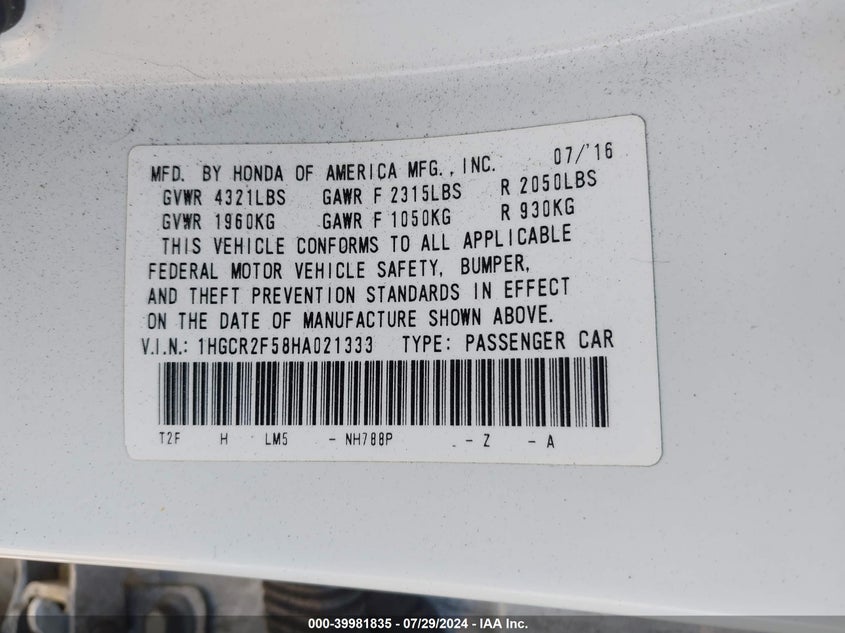 MFD. BY HONDA OF AMERICA MFG., INC. 07/'16
GVWR 4321LBS GAWR F 2315LBS R 2050LBS
GVWR 1960KG GAWR F 1050KG R 930KG
THIS VEHICLE CONFORMS TO ALL APPLICABLE
FEDERAL MOTOR VEHICLE SAFETY, BUMPER,
AND THEFT PREVENTION STANDARDS IN EFFECT
ON THE DATE OF MANUFACTURE SHOWN ABOVE.
V.I.N.: 1HGCR2F58HA021333 TYPE: PASSENGER CAR
T2F H LM5 - NH788P - Z - A
000-39981835 - 07/29/2024 - IAA Inc.